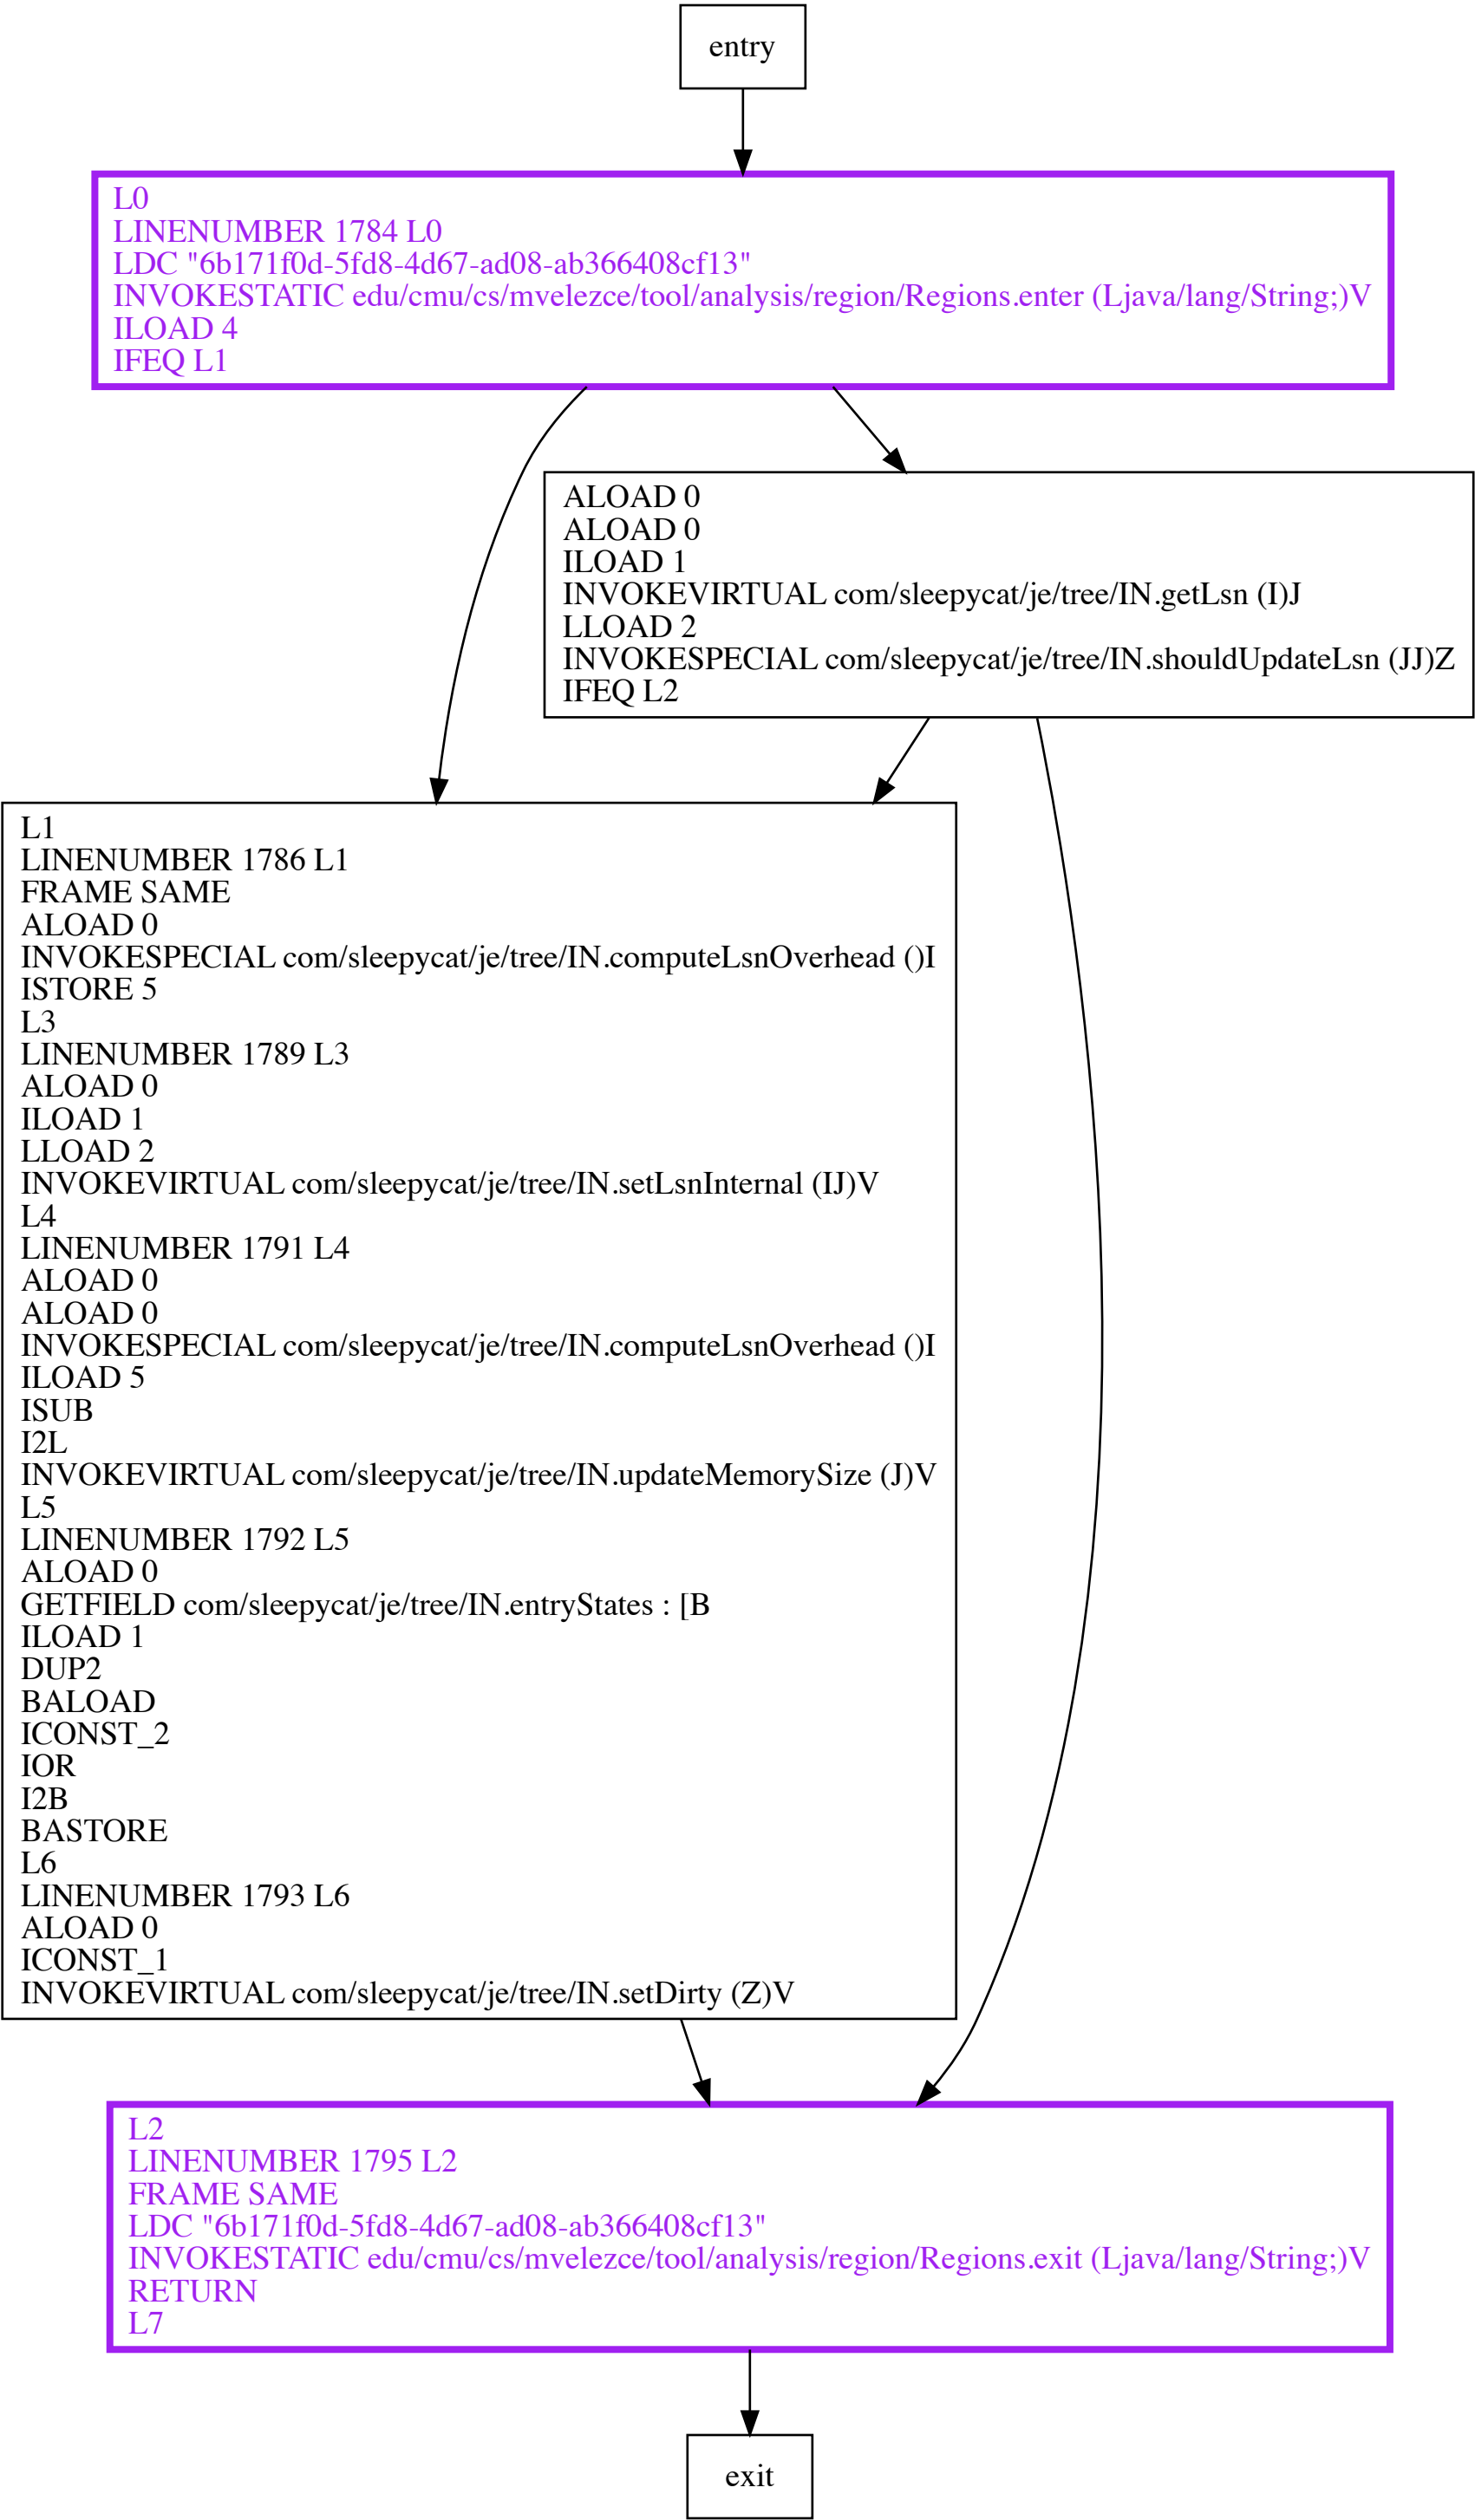 entry
L0
LINENUMBER 1784 L0
LDC "6b171f0d-5fd8-4d67-ad08-ab366408cf13"
INVOKESTATIC edu/cmu/cs/mvelezce/tool/analysis/region/Regions.enter (Ljava/lang/String;)V
ILOAD 4
IFEQ L1
ALOAD 0
ALOAD 0
ILOAD 1
INVOKEVIRTUAL com/sleepycat/je/tree/IN.getLsn (I)J
LLOAD 2
INVOKESPECIAL com/sleepycat/je/tree/IN.shouldUpdateLsn (JJ)Z
IFEQ L2
L1
LINENUMBER 1786 L1
FRAME SAME
ALOAD 0
INVOKESPECIAL com/sleepycat/je/tree/IN.computeLsnOverhead ()I
ISTORE 5
L3
LINENUMBER 1789 L3
ALOAD 0
ILOAD 1
LLOAD 2
INVOKEVIRTUAL com/sleepycat/je/tree/IN.setLsnInternal (IJ)V
L4
LINENUMBER 1791 L4
ALOAD 0
ALOAD 0
INVOKESPECIAL com/sleepycat/je/tree/IN.computeLsnOverhead ()I
ILOAD 5
ISUB
I2L
INVOKEVIRTUAL com/sleepycat/je/tree/IN.updateMemorySize (J)V
L5
LINENUMBER 1792 L5
ALOAD 0
GETFIELD com/sleepycat/je/tree/IN.entryStates : [B
ILOAD 1
DUP2
BALOAD
ICONST_2
IOR
I2B
BASTORE
L6
LINENUMBER 1793 L6
ALOAD 0
ICONST_1
INVOKEVIRTUAL com/sleepycat/je/tree/IN.setDirty (Z)V
L2
LINENUMBER 1795 L2
FRAME SAME
LDC "6b171f0d-5fd8-4d67-ad08-ab366408cf13"
INVOKESTATIC edu/cmu/cs/mvelezce/tool/analysis/region/Regions.exit (Ljava/lang/String;)V
RETURN
L7
exit